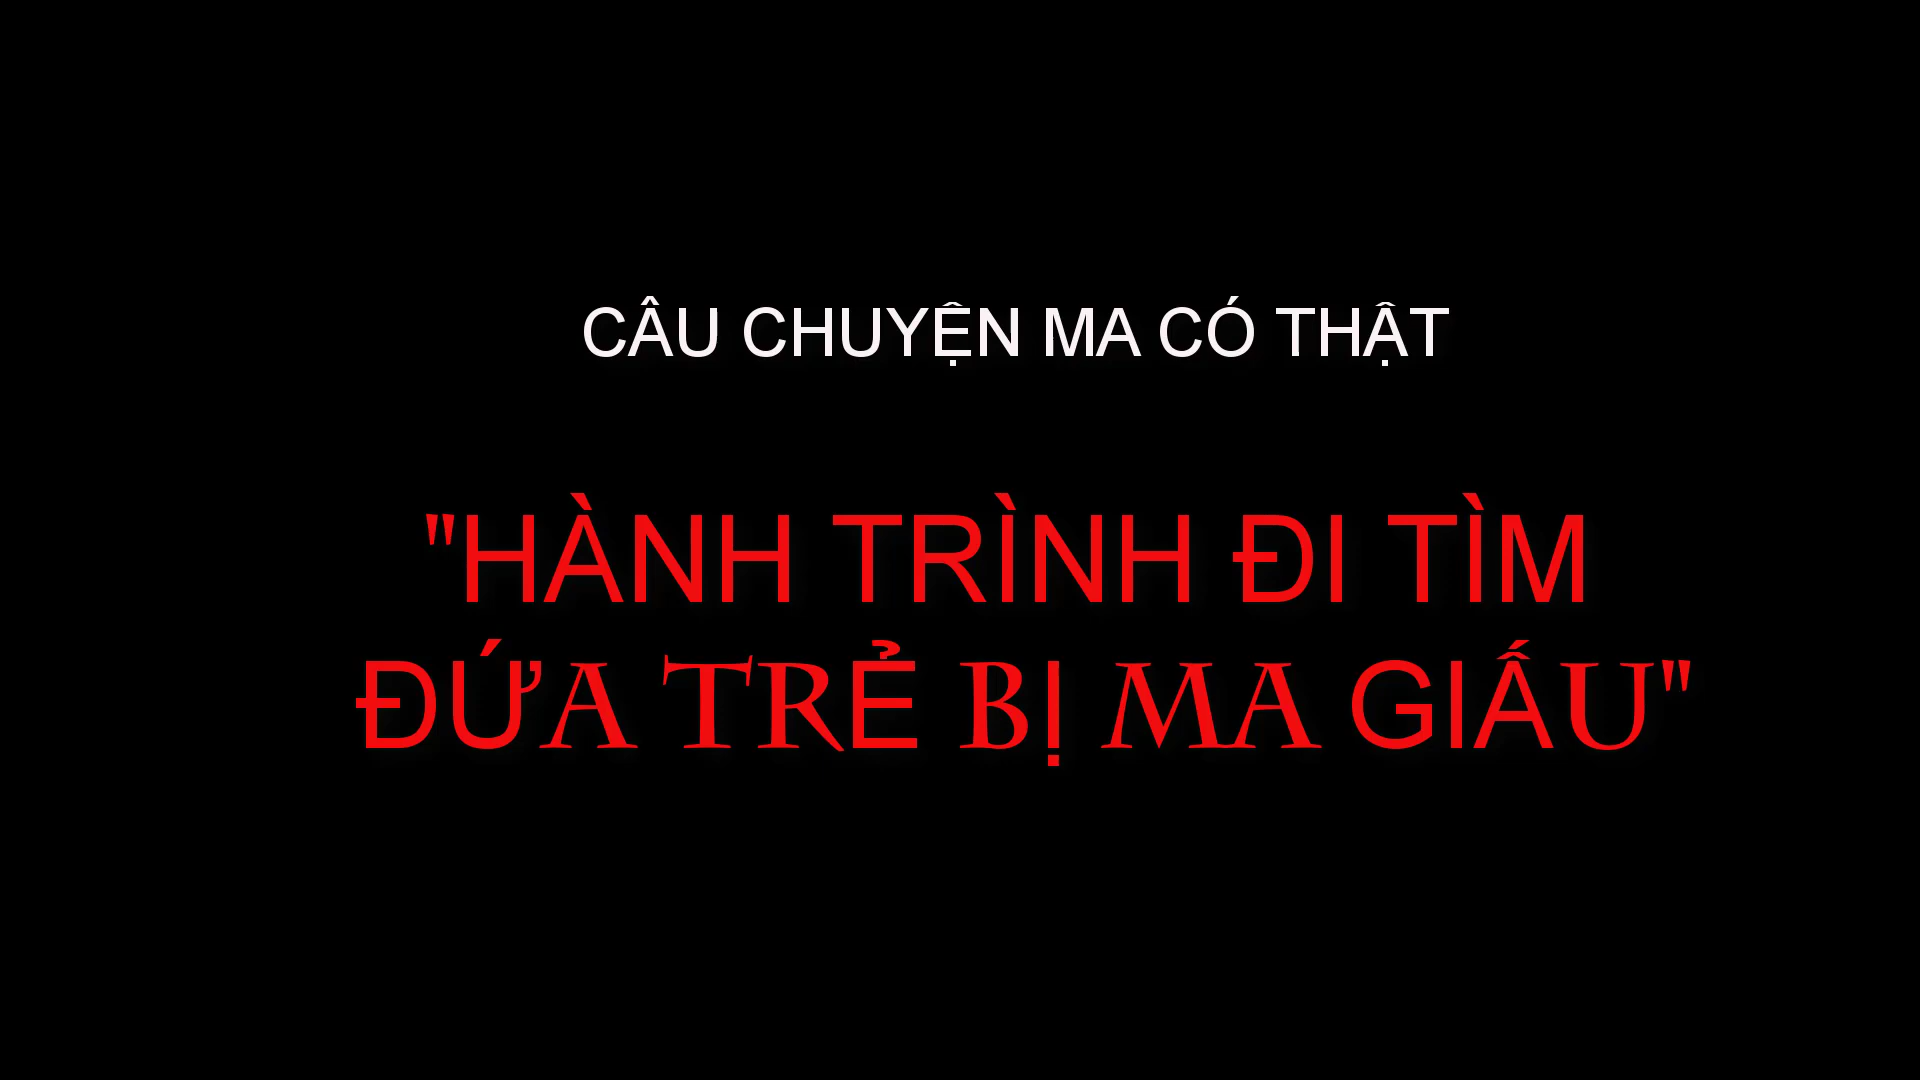 CÂU CHUYỆN MA CÓ THẬT
"HÀNH TRÌNH ĐI TÌM
ĐỨA TRẺ BỊ MA GIẤU"